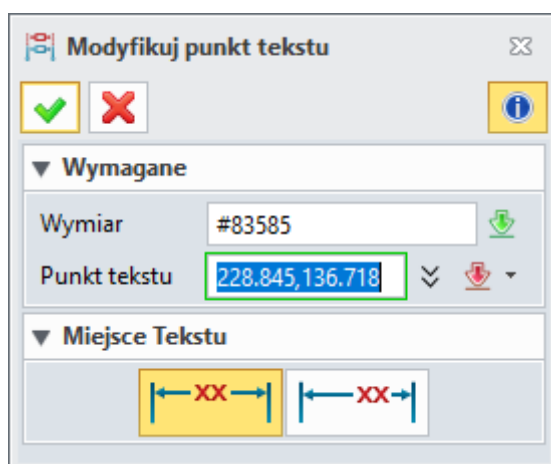 Modyfikuj punkt tekstu
Wymagane
Wymiar #83585
Punkt tekstu 228.845,136.718
Miejsce Tekstu
XX XX